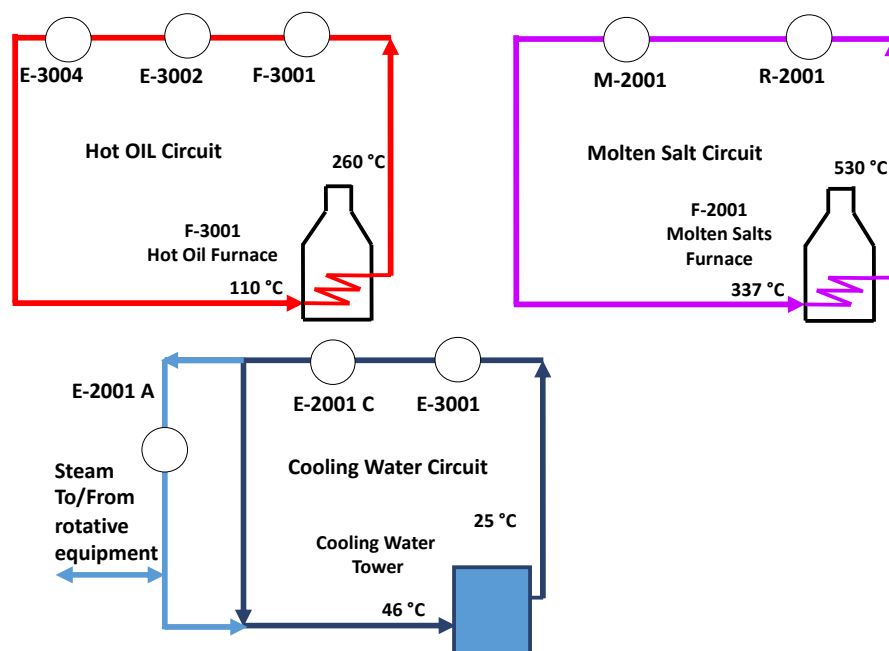 E-3004
E-3002
F-3001
Hot OIL Circuit
260 °C
F-3001
Hot Oil Furnace
110 °C
M-2001
R-2001
Molten Salt Circuit
530 °C
F-2001
Molten Salts
Furnace
337 °C
E-2001 A
E-2001 C
E-3001
Steam
To/From
rotative
equipment
Cooling Water Circuit
25 °C
Cooling Water
Tower
46 °C